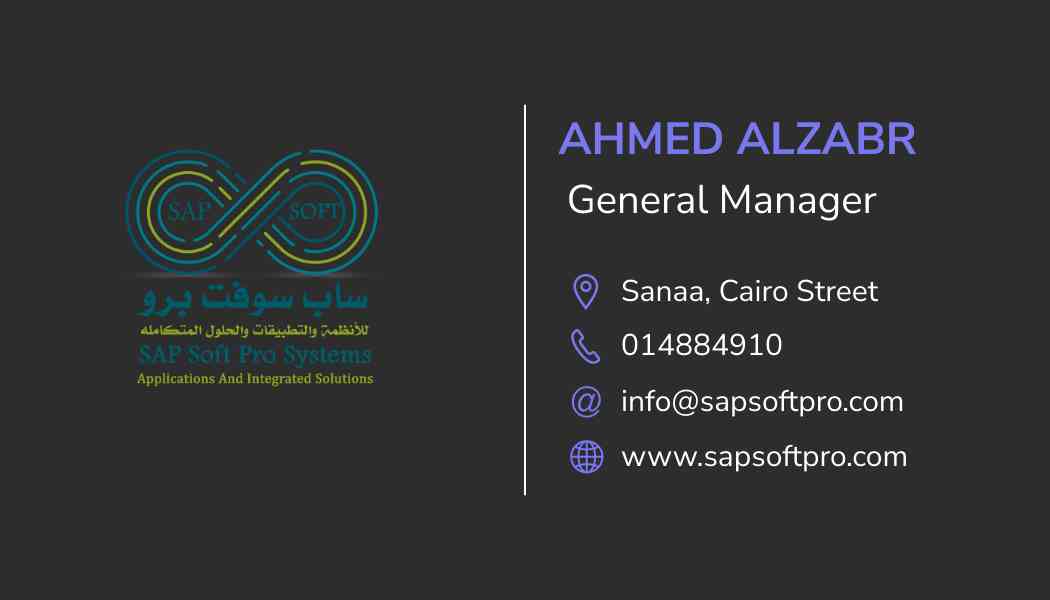 SAP SOFT
ساب سوفت برو
للأنظمة والتطبيقات والحلول المتكامله
SAP Soft Pro Systems
Applications And Integrated Solutions
AHMED ALZABR
General Manager
Sanaa, Cairo Street
014884910
info@sapsoftpro.com
www.sapsoftpro.com